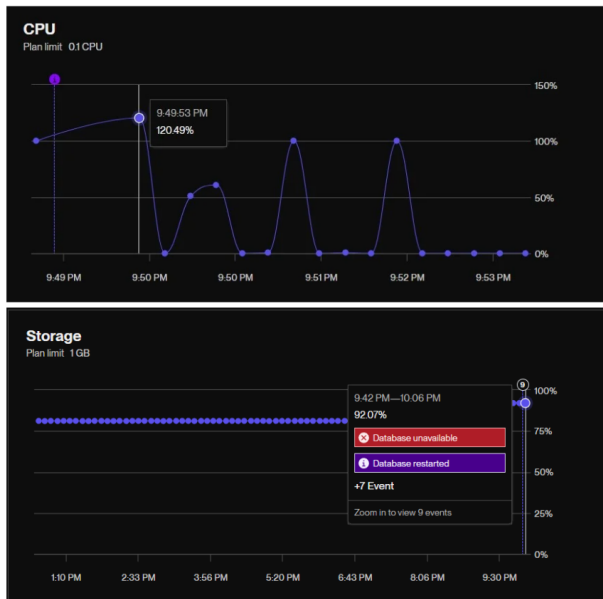 CPU
Plan limit 0.1 CPU
150%
9:49:53 PM
120.49%
100%
50%
0%
9:49 PM 9:50 PM 9:50 PM 9:51 PM 9:52 PM 9:53 PM
Storage
Plan limit 1 GB
9
100%
9:42 PM—10:06 PM
92.07%
Database unavailable
75%
Database restarted
50%
+7 Event
Zoom in to view 9 events
25%
0%
1:10 PM 2:33 PM 3:56 PM 5:20 PM 6:43 PM 8:06 PM 9:30 PM